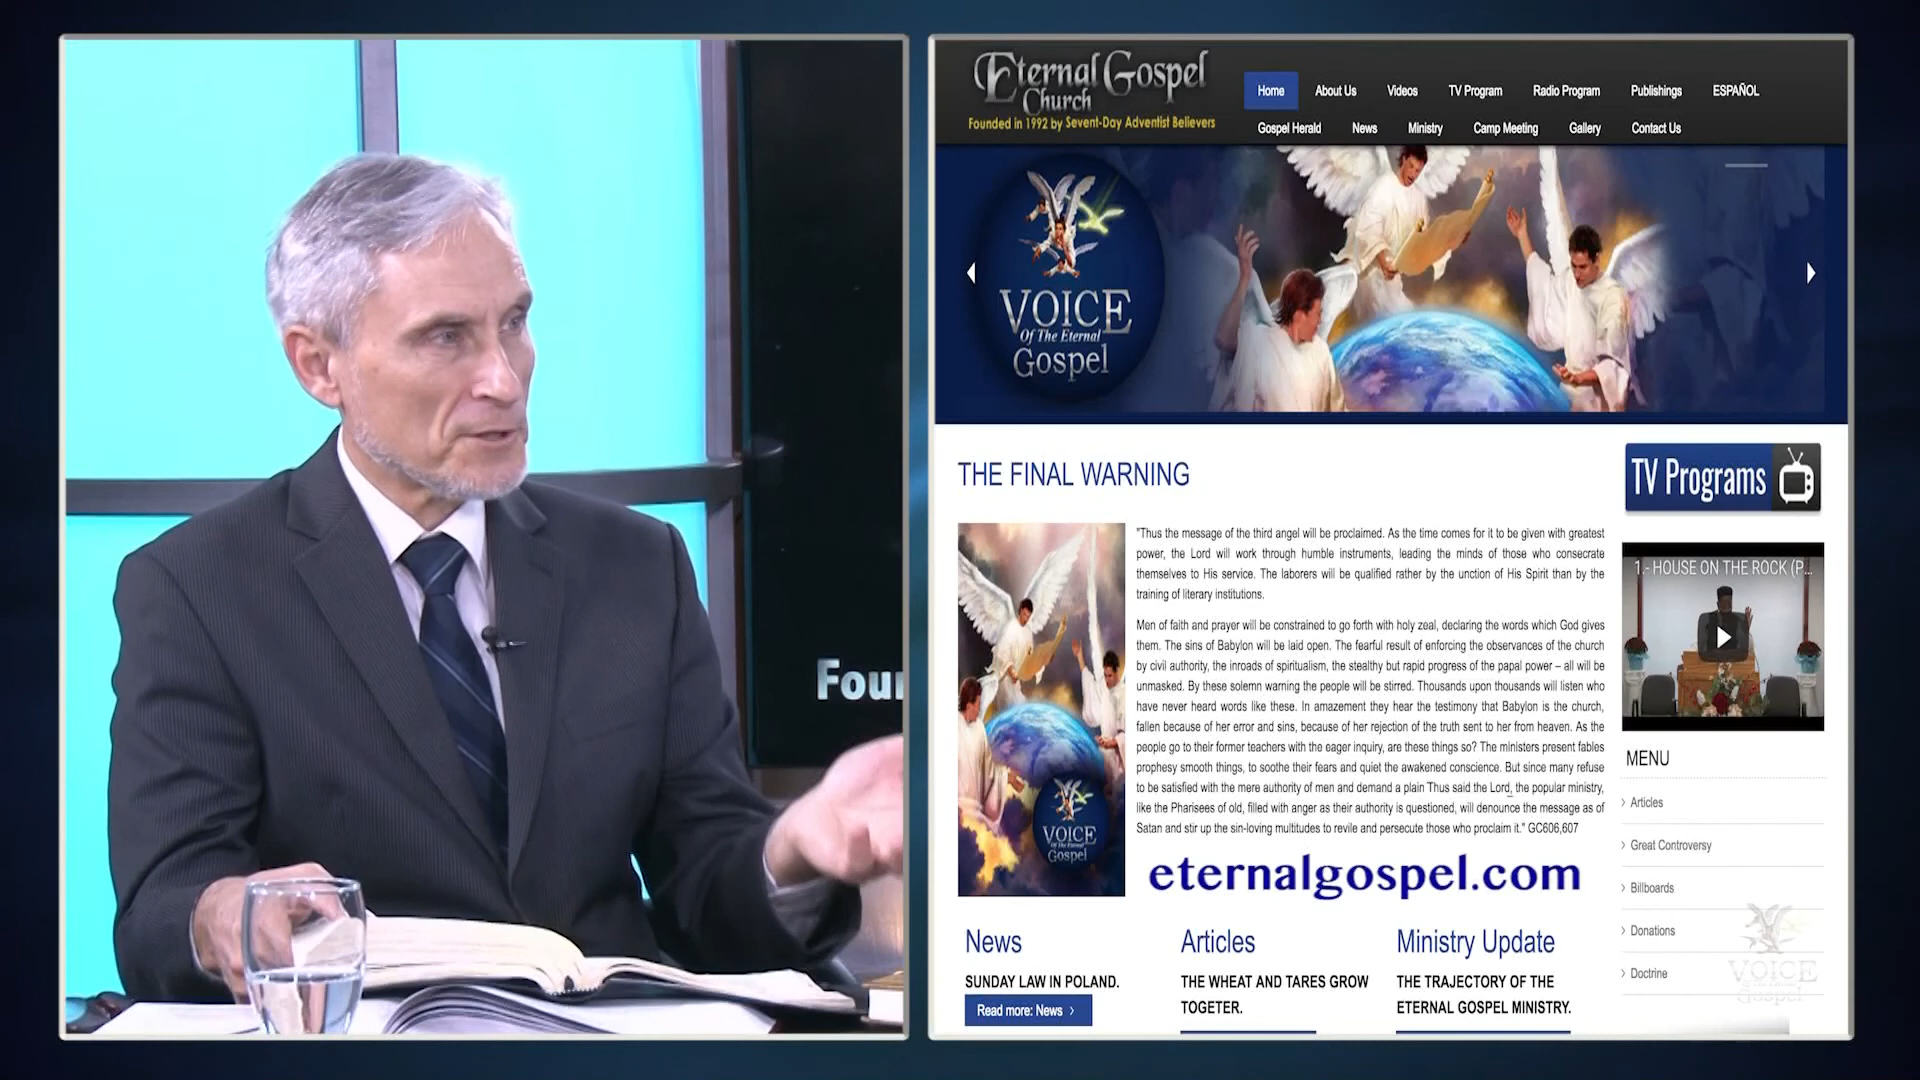 Four
Eternal Gospel
Church
Founded in 1992 by Sevent-Day Adventist Believers
Home About Us Videos TV Program Radio Program Publishings ESPAÑOL
Gospel Herald News Ministry Camp Meeting Gallery Contact Us
VOICE
Of The Eternal
Gospel
THE FINAL WARNING
"Thus the message of the third angel will be proclaimed. As the time comes for it to be given with greatest
power, the Lord will work through humble instruments, leading the minds of those who consecrate
themselves to His service. The laborers will be qualified rather by the unction of His Spirit than by the
training of literary institutions.
Men of faith and prayer will be constrained to go forth with holy zeal, declaring the words which God gives
them. The sins of Babylon will be laid open. The fearful result of enforcing the observances of the church
by civil authority, the inroads of spiritualism, the stealthy but rapid progress of the papal power – all will be
unmasked. By these solemn warning the people will be stirred. Thousands upon thousands will listen who
have never heard words like these. In amazement they hear the testimony that Babylon is the church,
fallen because of her error and sins, because of her rejection of the truth sent to her from heaven. As the
people go to their former teachers with the eager inquiry, are these things so? The ministers present fables
prophesy smooth things, to soothe their fears and quiet the awakened conscience. But since many refuse
to be satisfied with the mere authority of men and demand a plain Thus said the Lord, the popular ministry,
like the Pharisees of old, filled with anger as their authority is questioned, will denounce the message as of
Satan and stir up the sin-loving multitudes to revile and persecute those who proclaim it." GC606,607
VOICE
Of The Eternal
Gospel
eternalgospel.com
News
SUNDAY LAW IN POLAND.
Read more: News >
Articles
THE WHEAT AND TARES GROW
TOGETER.
Ministry Update
THE TRAJECTORY OF THE
ETERNAL GOSPEL MINISTRY.
TV Programs
1.- HOUSE ON THE ROCK (P...
MENU
> Articles
> Great Controversy
> Billboards
> Donations
> Doctrine
VOICE
Gospel